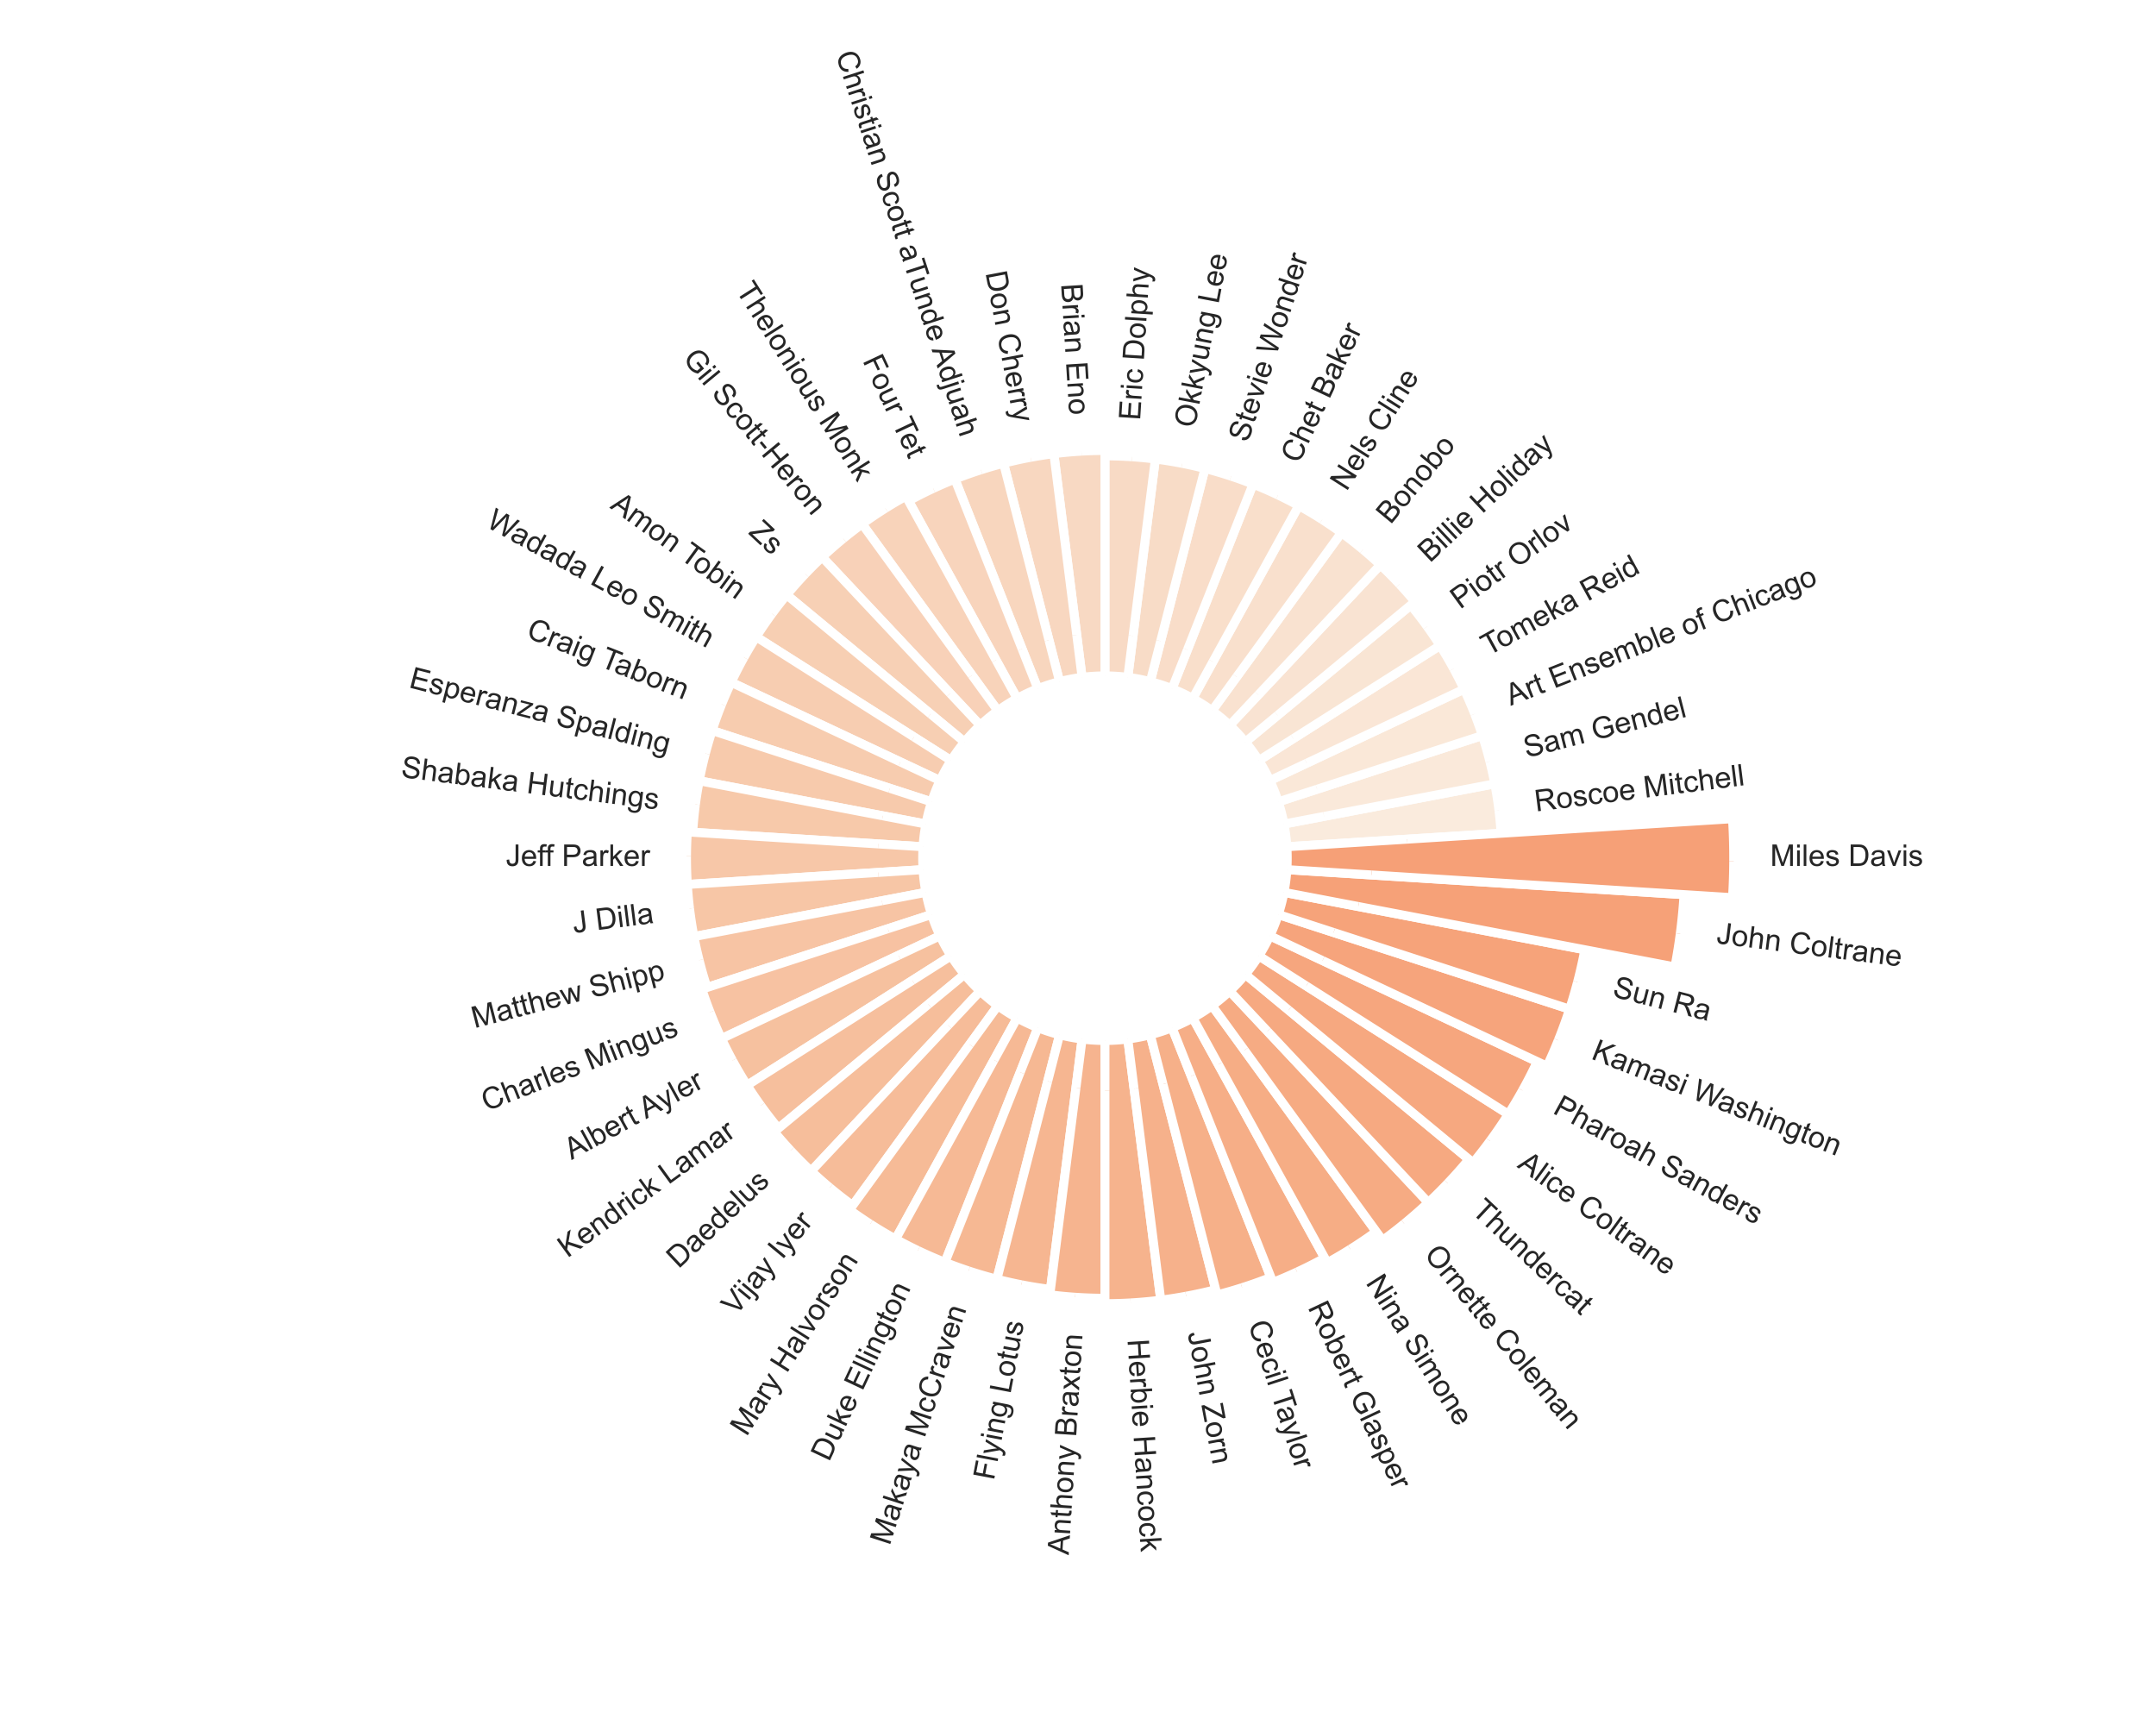 Miles Davis
John Coltrane
Sun Ra
Kamasi Washington
Pharoah Sanders
Alice Coltrane
Thundercat
Ornette Coleman
Nina Simone
Robert Glasper
Cecil Taylor
John Zorn
Herbie Hancock
Anthony Braxton
Flying Lotus
Makaya McCraven
Duke Ellington
Mary Halvorson
Vijay Iyer
Daedelus
Kendrick Lamar
Albert Ayler
Charles Mingus
Matthew Shipp
J Dilla
Jeff Parker
Shabaka Hutchings
Esperanza Spalding
Craig Taborn
Wadada Leo Smith
Amon Tobin
Zs
Gil Scott-Heron
Thelonious Monk
Four Tet
Christian Scott aTunde Adjuah
Don Cherry
Brian Eno
Eric Dolphy
Okkyung Lee
Stevie Wonder
Chet Baker
Nels Cline
Bonobo
Billie Holiday
Piotr Orlov
Tomeka Reid
Art Ensemble of Chicago
Sam Gendel
Roscoe Mitchell